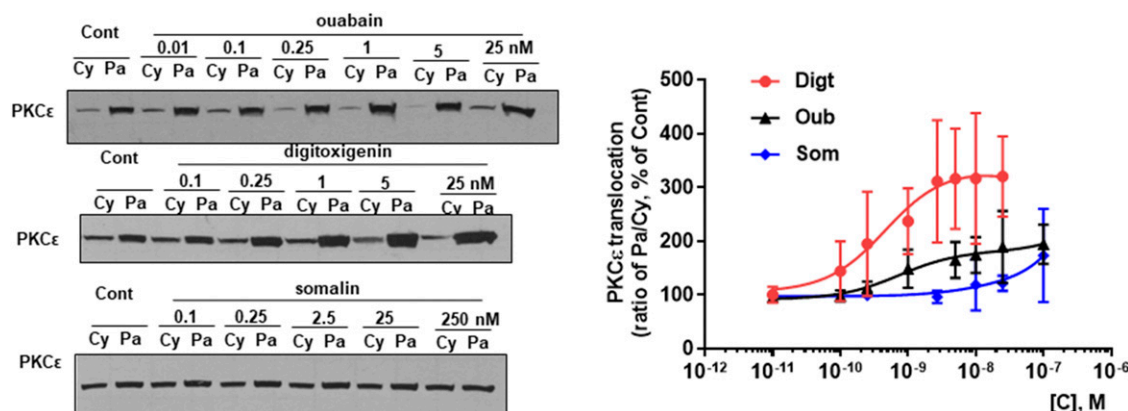 ouabain
Cont 0.01 0.1 0.25 1 5 25 nM
Cy Pa Cy Pa Cy Pa Cy Pa Cy Pa Cy Pa Cy Pa
PKCε
digitoxigenin
Cont 0.1 0.25 1 5 25 nM
Cy Pa Cy Pa Cy Pa Cy Pa Cy Pa Cy Pa
PKCε
somalin
Cont 0.1 0.25 2.5 25 250 nM
Cy Pa Cy Pa Cy Pa Cy Pa Cy Pa Cy Pa
PKCε
PKCε translocation
(ratio of Pa/Cy, % of Cont)
500
400
300
200
100
0
Digt
Oub
Som
10⁻¹² 10⁻¹¹ 10⁻¹⁰ 10⁻⁹ 10⁻⁸ 10⁻⁷ 10⁻⁶
[C], M